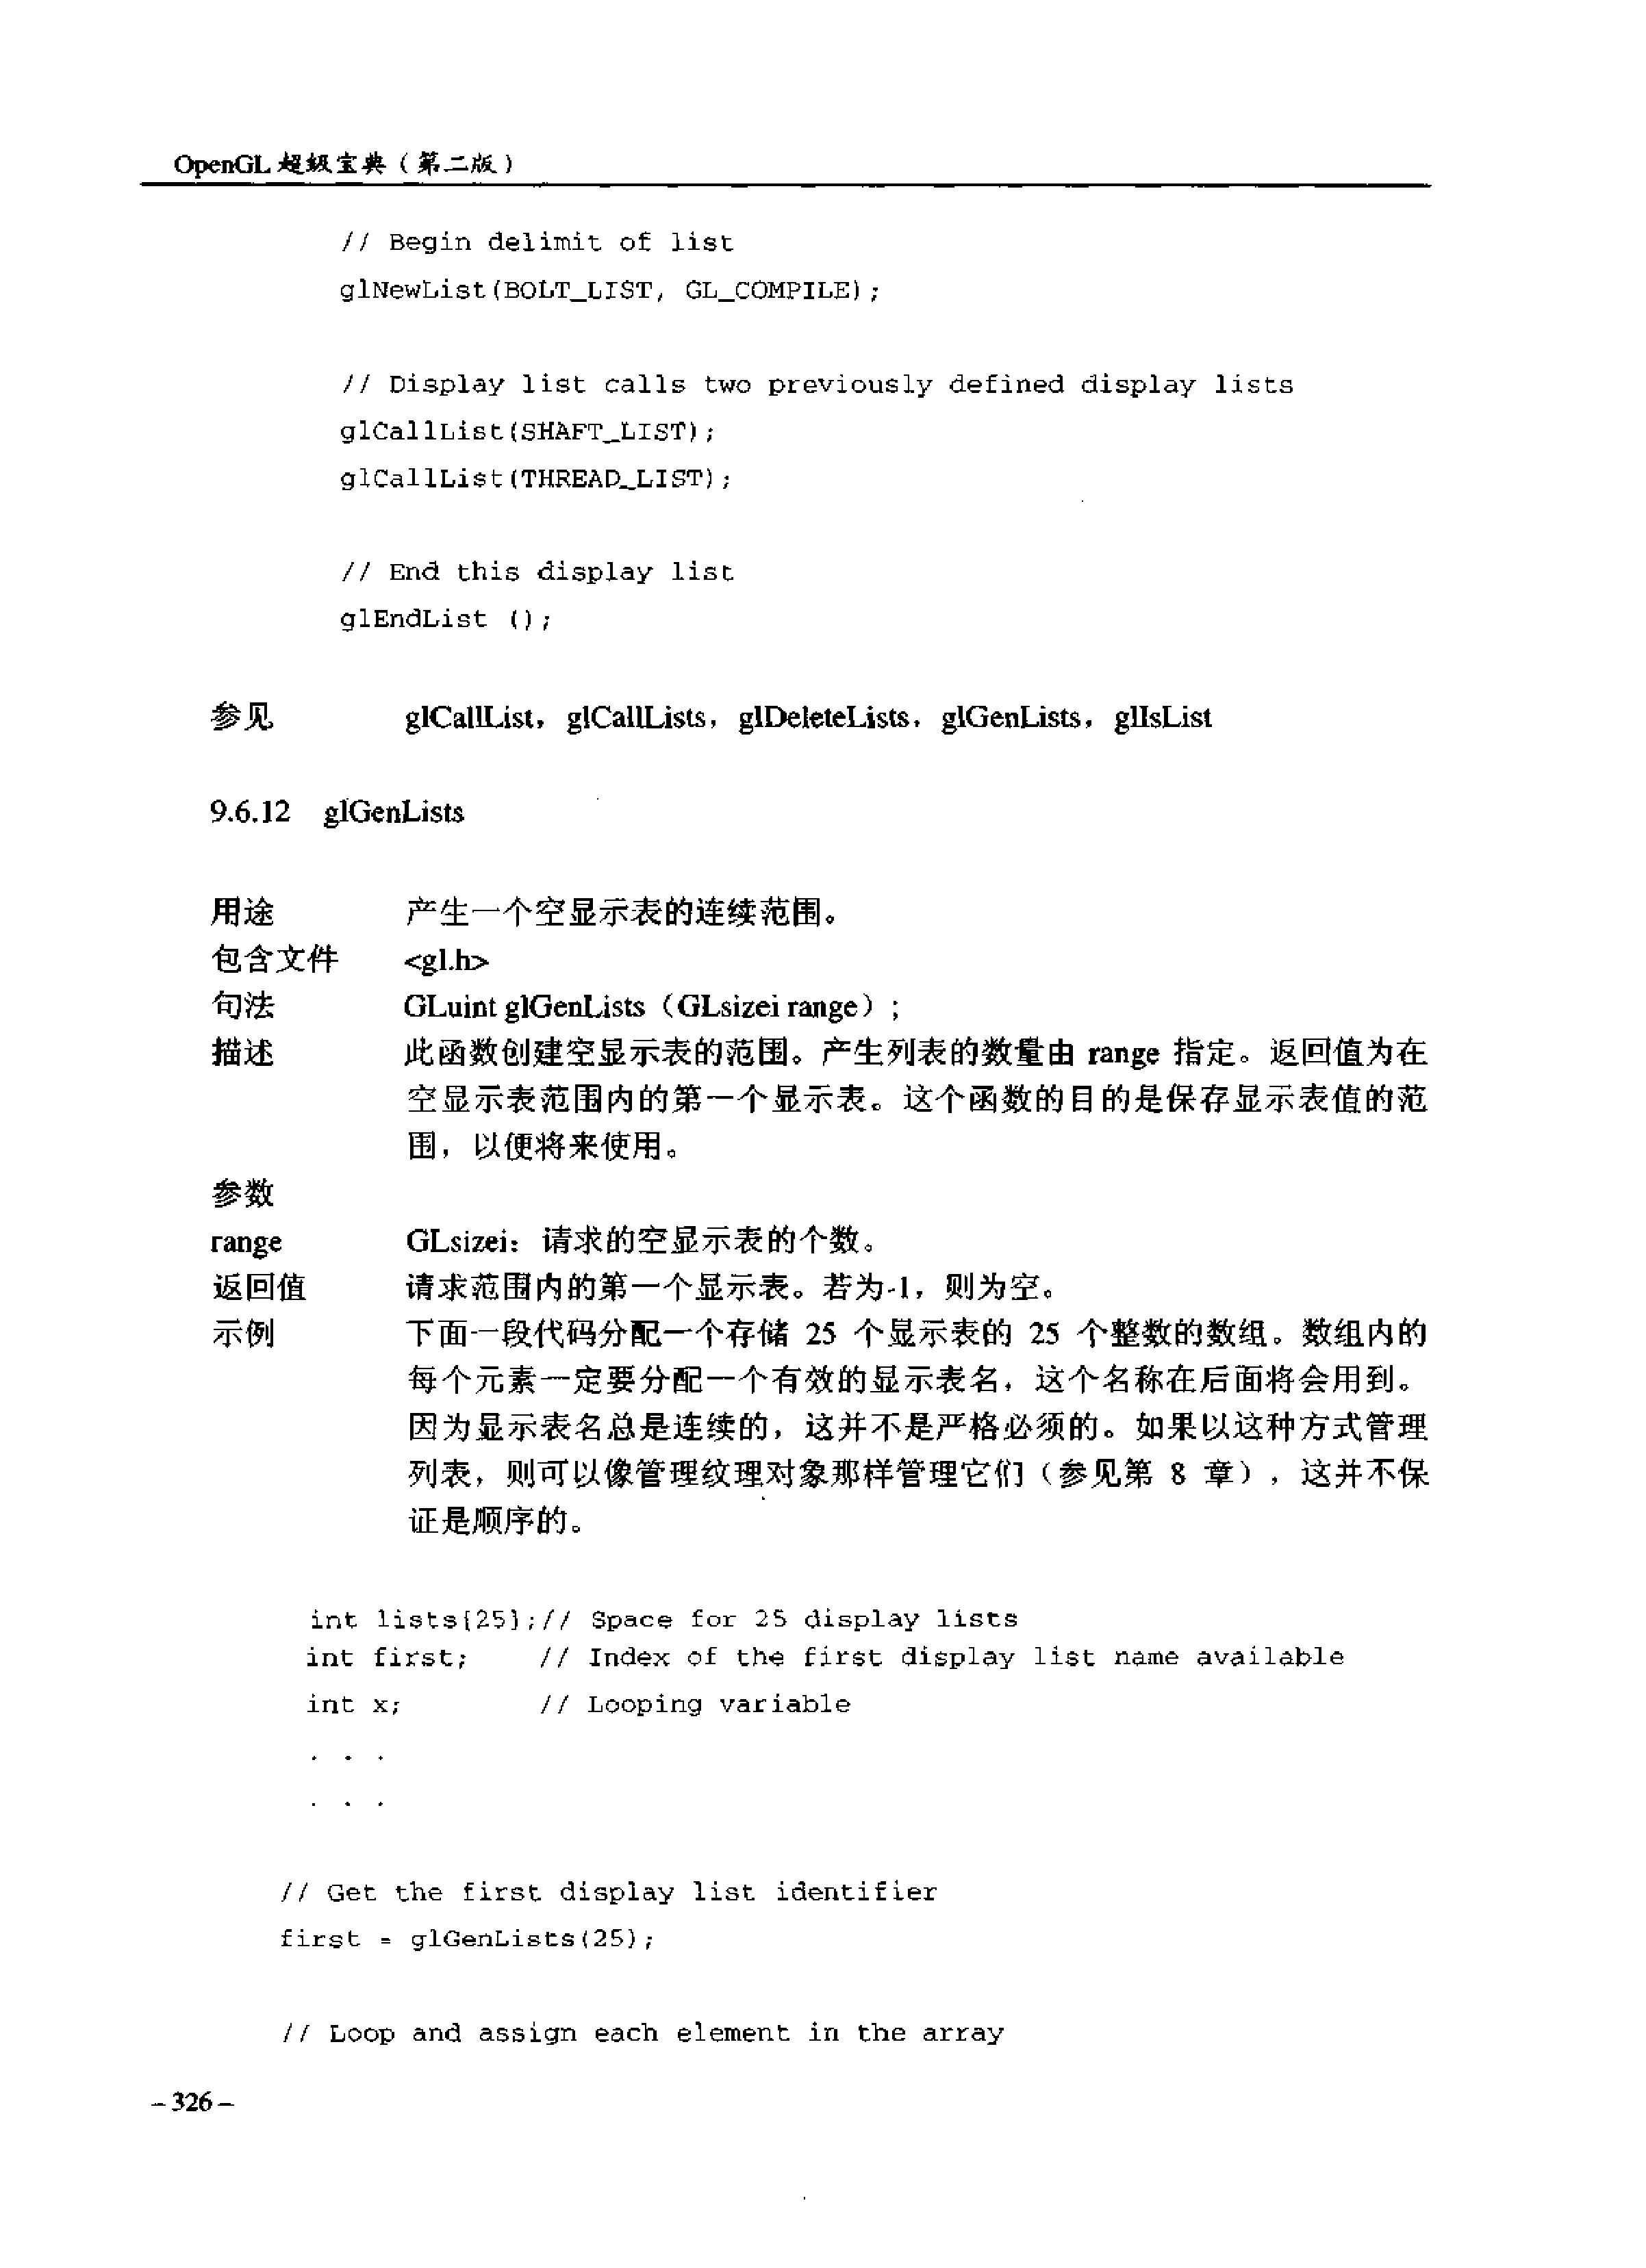 OpenGL 超级宝典（第二版）
// Begin delimit of list
glNewList(BOLT_LIST, GL_COMPILE);
// Display list calls two previously defined display lists
glCallList(SHAFT_LIST);
glCallList(THREAD_LIST);
// End this display list
glEndList ();
参见 glCallList，glCallLists，glDeleteLists，glGenLists，glIsList
9.6.12 glGenLists
用途 产生一个空显示表的连续范围。
包含文件 <gl.h>
句法 GLuint glGenLists（GLsizei range）;
描述 此函数创建空显示表的范围。产生列表的数量由 range 指定。返回值为在
空显示表范围内的第一个显示表。这个函数的目的是保存显示表值的范
围，以便将来使用。
参数
range GLsizei：请求的空显示表的个数。
返回值 请求范围内的第一个显示表。若为-1，则为空。
示例 下面一段代码分配一个存储 25 个显示表的 25 个整数的数组。数组内的
每个元素一定要分配一个有效的显示表名，这个名称在后面将会用到。
因为显示表名总是连续的，这并不是严格必须的。如果以这种方式管理
列表，则可以像管理纹理对象那样管理它们（参见第 8 章），这并不保
证是顺序的。
int lists[25];// Space for 25 display lists
int first; // Index of the first display list name available
int x; // Looping variable
. . .
. . .
// Get the first display list identifier
first = glGenLists(25);
// Loop and assign each element in the array
– 326 –